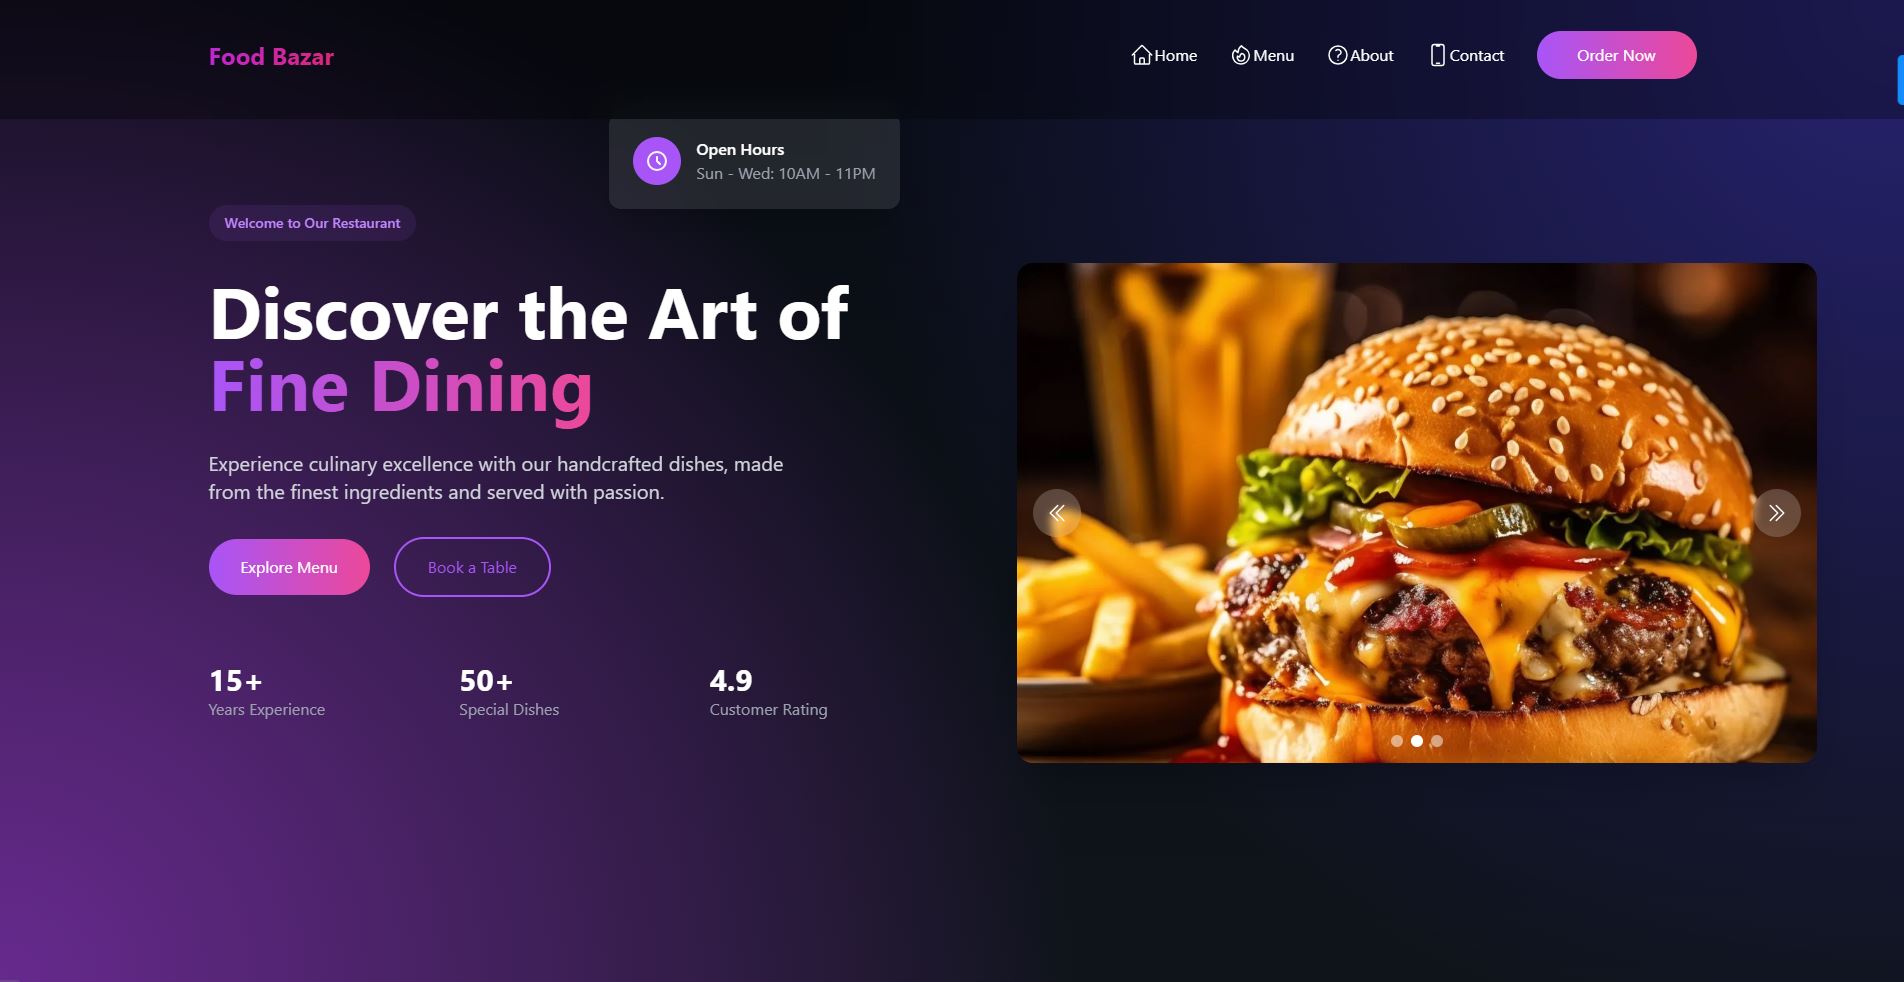 Food Bazar
Home
Menu
About
Contact
Order Now
Open Hours
Sun - Wed: 10AM - 11PM
Welcome to Our Restaurant
Discover the Art of
Fine Dining
Experience culinary excellence with our handcrafted dishes, made
from the finest ingredients and served with passion.
Explore Menu
Book a Table
15+
Years Experience
50+
Special Dishes
4.9
Customer Rating